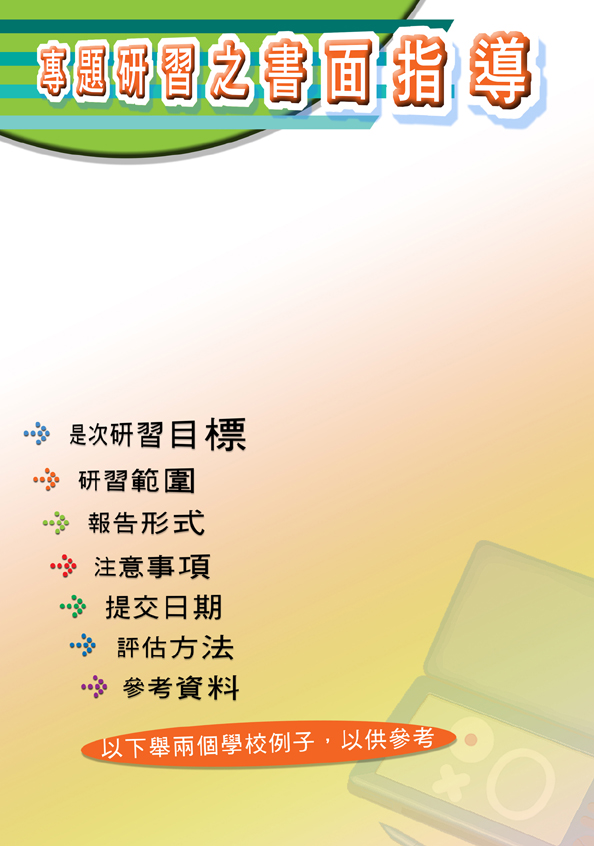 專題研習之書面指導
是次研習目標
研習範圍
報告形式
注意事項
提交日期
評估方法
參考資料
以下舉兩個學校例子，以供參考